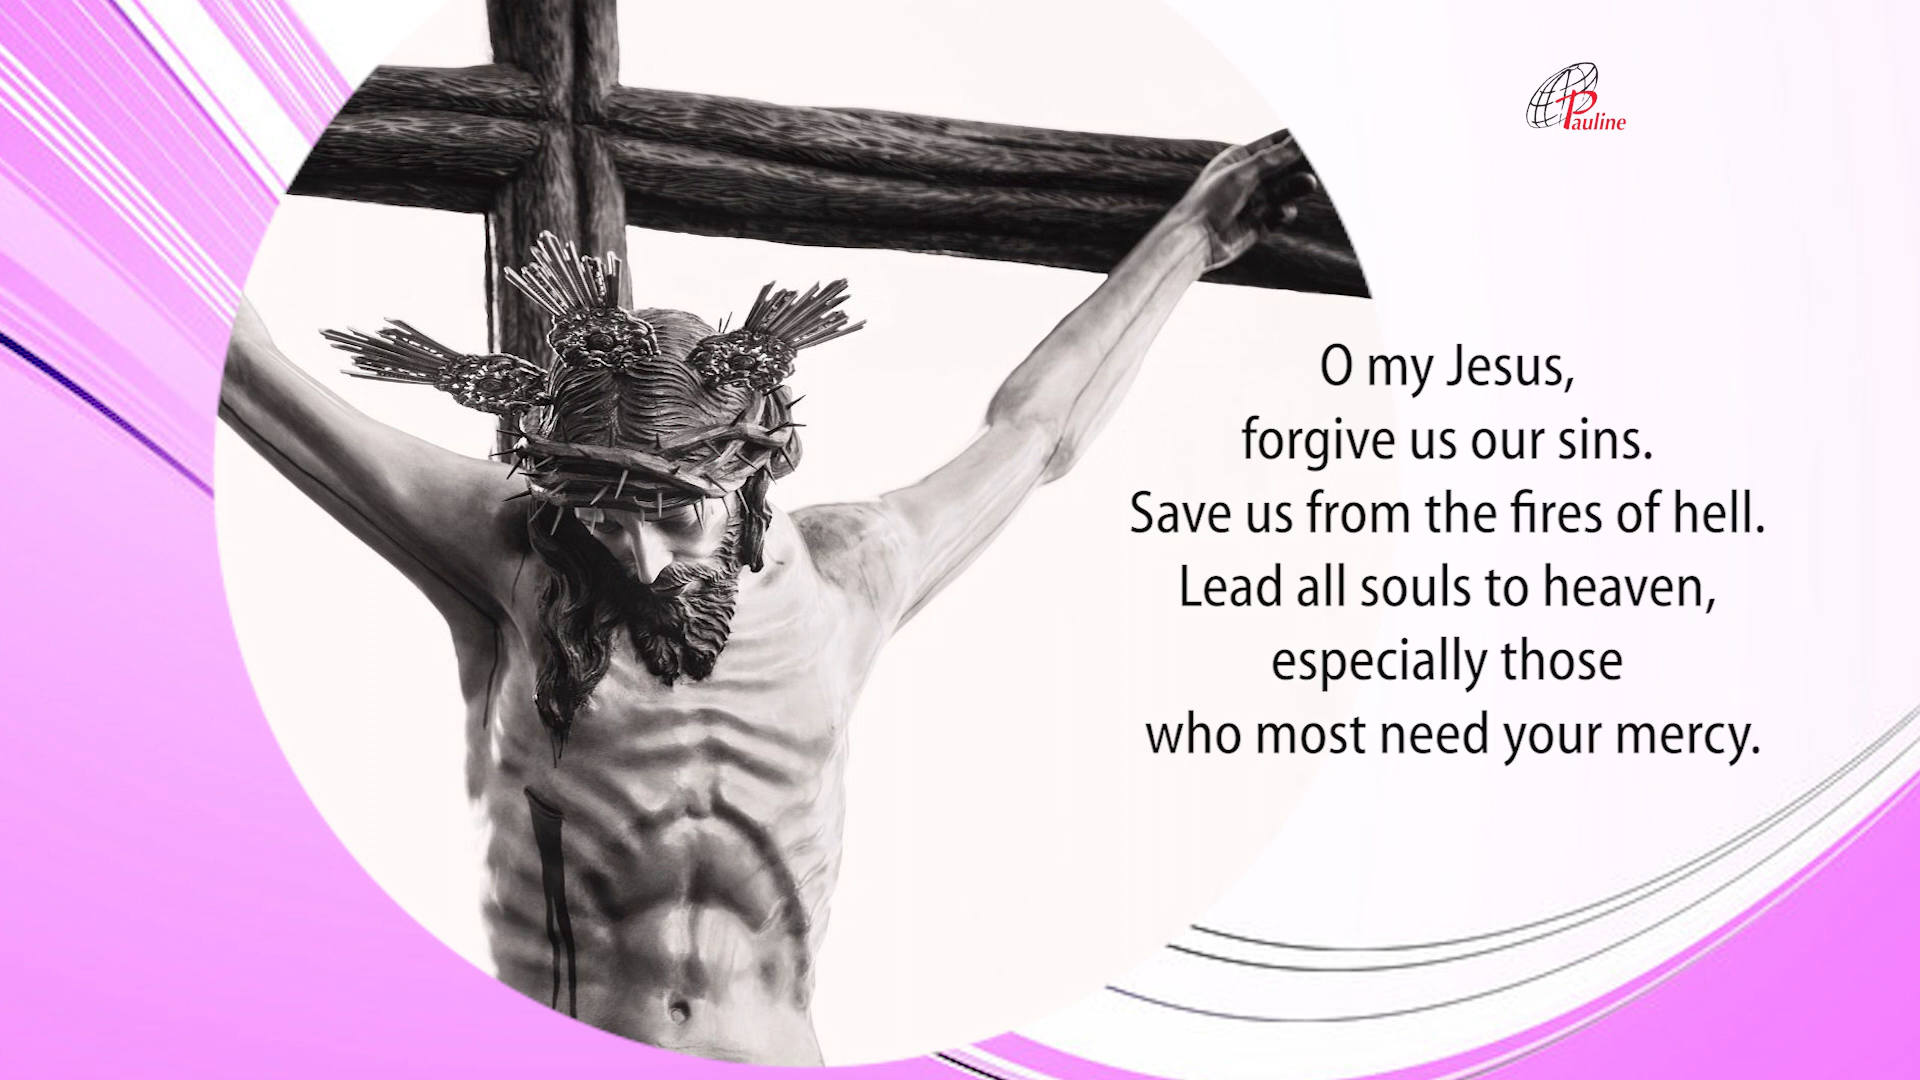 Pauline
O my Jesus,
forgive us our sins.
Save us from the fires of hell.
Lead all souls to heaven,
especially those
who most need your mercy.